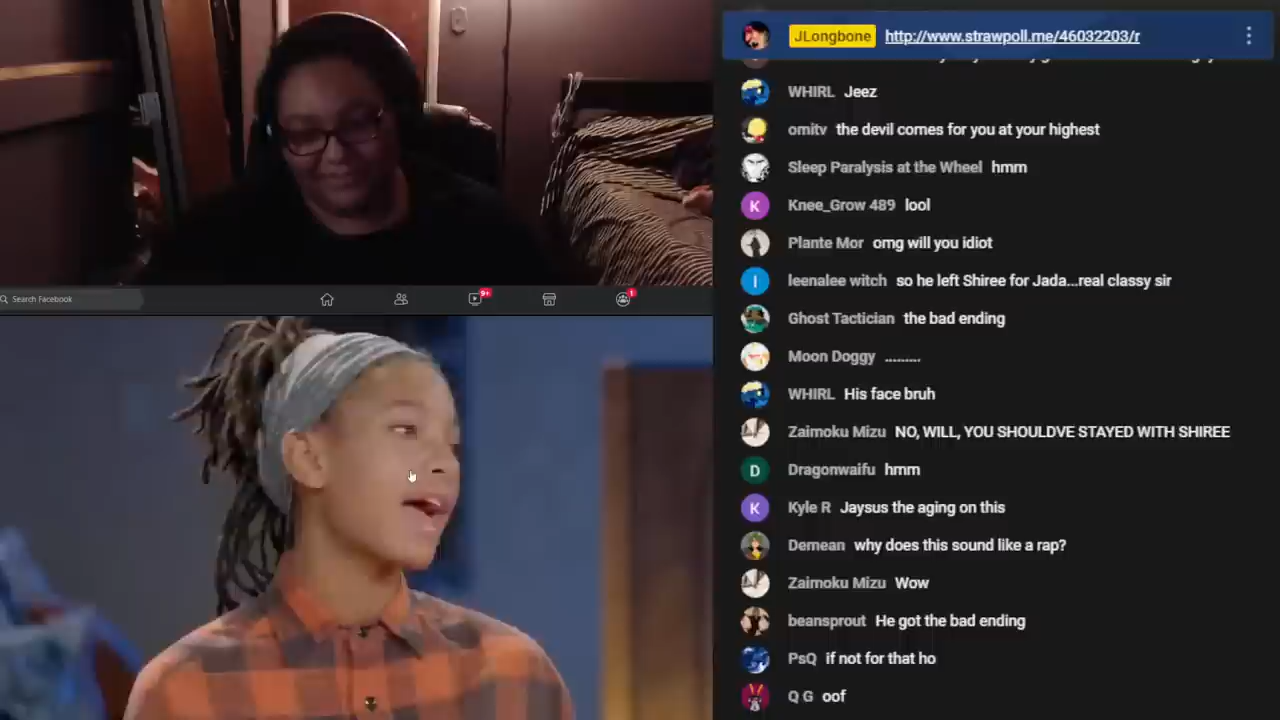 JLongbone http://www.strawpoll.me/46032203/r
WHIRL Jeez
omitv the devil comes for you at your highest
Sleep Paralysis at the Wheel hmm
K Knee_Grow 489 lool
Plante Mor omg will you idiot
l leenalee witch so he left Shiree for Jada...real classy sir
Ghost Tactician the bad ending
Moon Doggy .........
WHIRL His face bruh
Zaimoku Mizu NO, WILL, YOU SHOULDVE STAYED WITH SHIREE
D Dragonwaifu hmm
K Kyle R Jaysus the aging on this
Demean why does this sound like a rap?
Zaimoku Mizu Wow
beansprout He got the bad ending
PsQ if not for that ho
Q G oof
Search Facebook
9+
1